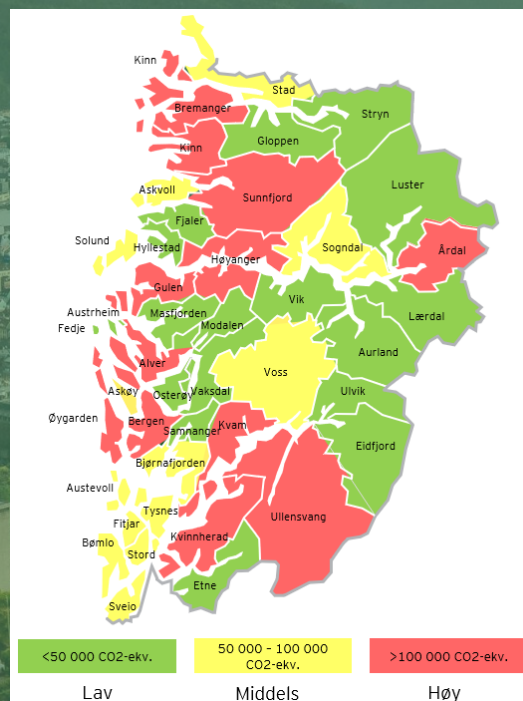 Kinn
Stad
Bremanger
Stryn
Gloppen
Kinn
Luster
Askvoll
Sunnfjord
Fjaler
Solund
Hyllestad
Sogndal
Årdal
Høyanger
Gulen
Vik
Austrheim
Masfjorden
Lærdal
Fedje
Modalen
Aurland
Alver
Voss
Askøy
Osterøy
Vaksdal
Ulvik
Øygarden
Bergen
Kvam
Samnanger
Eidfjord
Bjørnafjorden
Austevoll
Tysnes
Ullensvang
Fitjar
Kvinnherad
Bømlo
Stord
Etne
Sveio
<50 000 CO2-ekv.
50 000 - 100 000
CO2-ekv.
>100 000 CO2-ekv.
Lav
Middels
Høy